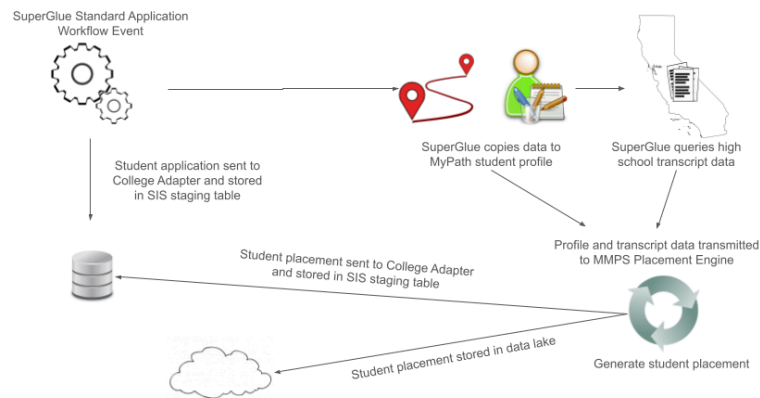 SuperGlue Standard Application
Workflow Event
SuperGlue copies data to
MyPath student profile
SuperGlue queries high
school transcript data
Student application sent to
College Adapter and stored
in SIS staging table
Profile and transcript data transmitted
to MMPS Placement Engine
Student placement sent to College Adapter
and stored in SIS staging table
Student placement stored in data lake
Generate student placement